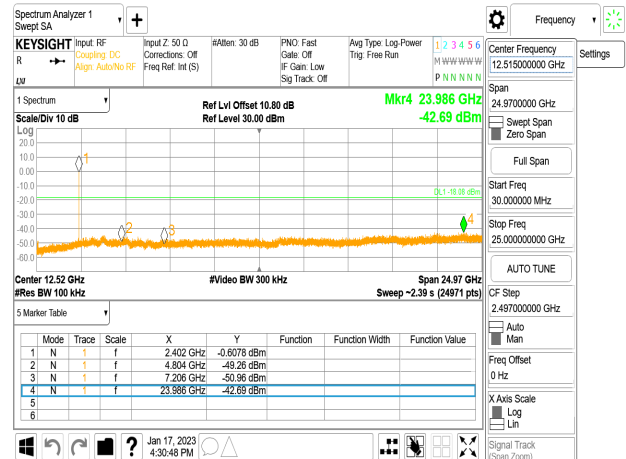 Spectrum Analyzer 1
Swept SA
Frequency
Settings
KEYSIGHT
R
Input: RF
Coupling: DC
Align: Auto/No RF
Input Z: 50 Ω
Corrections: Off
Freq Ref: Int (S)
#Atten: 30 dB
PNO: Fast
Gate: Off
IF Gain: Low
Sig Track: Off
Avg Type: Log-Power
Trig: Free Run
1 2 3 4 5 6
M W W W W W
P N N N N N
1 Spectrum
Scale/Div 10 dB
Ref Lvl Offset 10.80 dB
Ref Level 30.00 dBm
Mkr4 23.986 GHz
-42.69 dBm
Log
20.0
10.0
0.00
-10.0
-20.0
-30.0
-40.0
-50.0
-60.0
1
2
3
4
DL1 -18.08 dBm
Center 12.52 GHz
#Video BW 300 kHz
Span 24.97 GHz
#Res BW 100 kHz
Sweep ~2.39 s (24971 pts)
5 Marker Table
Mode Trace Scale X Y Function Function Width Function Value
1 N 1 f 2.402 GHz -0.6078 dBm
2 N 1 f 4.804 GHz -49.26 dBm
3 N 1 f 7.206 GHz -50.96 dBm
4 N 1 f 23.986 GHz -42.69 dBm
5
6
Jan 17, 2023
4:30:48 PM
Center Frequency
12.515000000 GHz
Span
24.9700000 GHz
Swept Span
Zero Span
Full Span
Start Freq
30.000000 MHz
Stop Freq
25.000000000 GHz
AUTO TUNE
CF Step
2.497000000 GHz
Auto
Man
Freq Offset
0 Hz
X Axis Scale
Log
Lin
Signal Track
(Span Zoom)